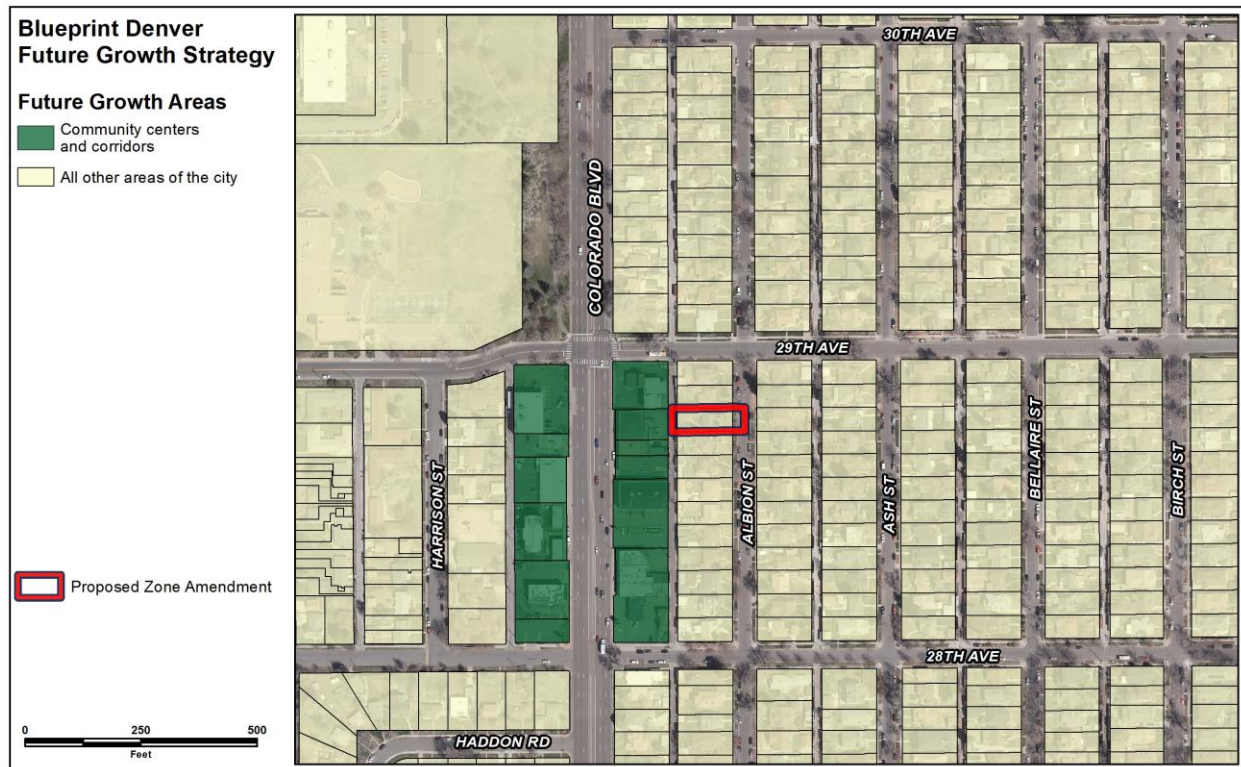 Blueprint Denver
Future Growth Strategy
Future Growth Areas
Community centers
and corridors
All other areas of the city
Proposed Zone Amendment
0 250 500
Feet
30TH AVE
COLORADO BLVD
29TH AVE
HARRISON ST
ALBION ST
ASH ST
BELLAIRE ST
BIRCH ST
28TH AVE
HADDON RD